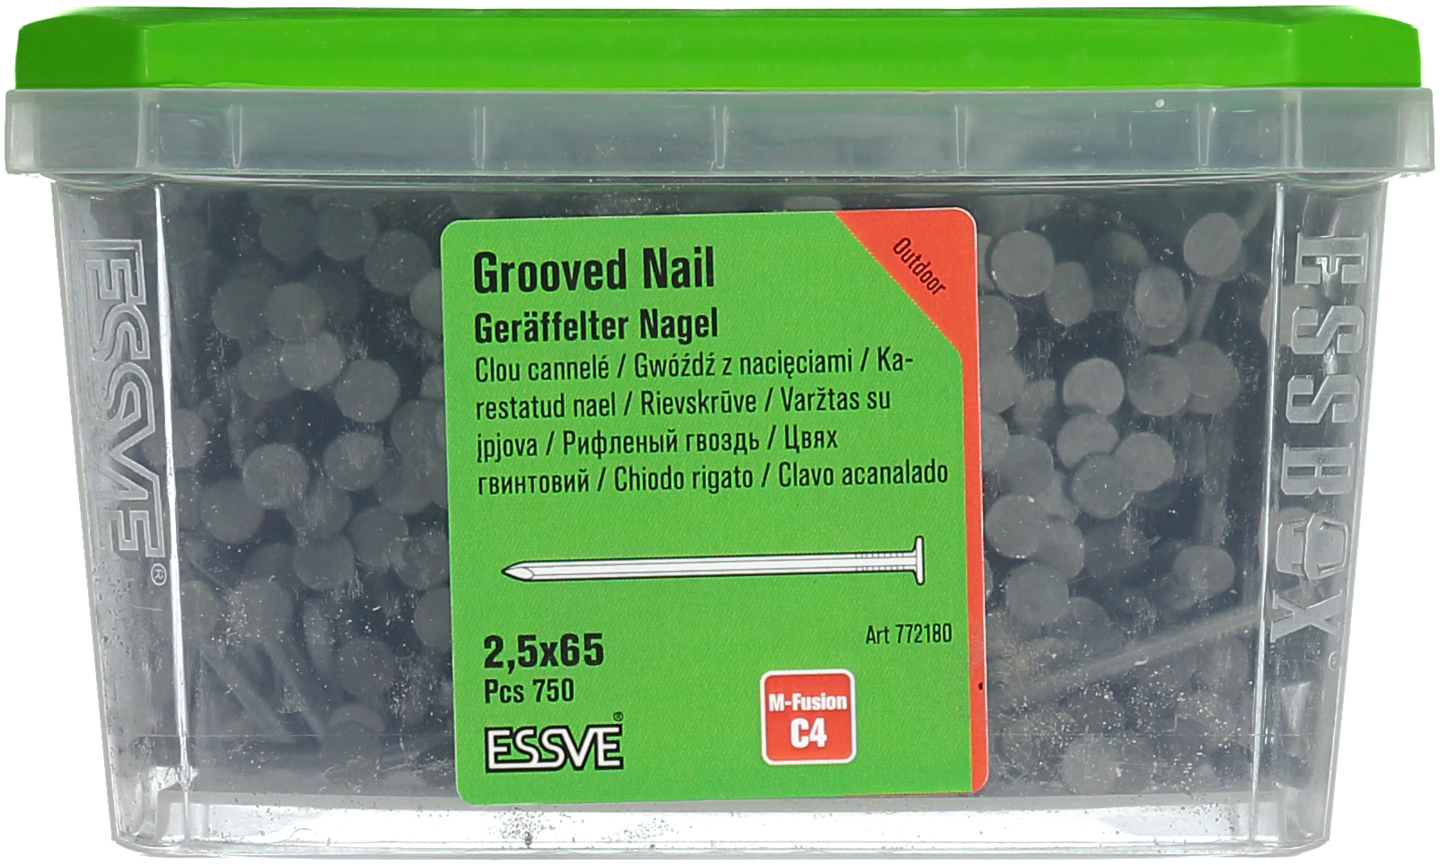 Outdoor
Grooved Nail
Geräffelter Nagel
Clou cannelé / Gwóźdź z nacięciami / Ka-
restatud nael / Rievskrūve / Varžtas su
įpjova / Рифленый гвоздь / Цвях
гвинтовий / Chiodo rigato / Clavo acanalado
Art 772180
2,5x65
Pcs 750
M-Fusion
C4
ESSVE®
ESSVE®
ESSBOX®